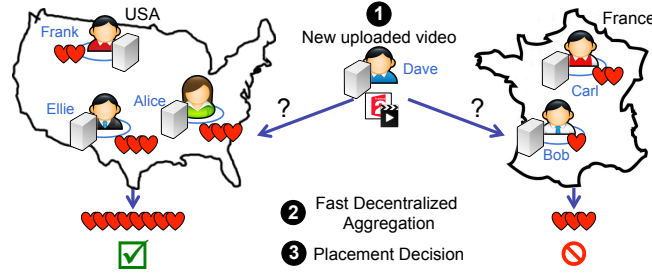 USA
Frank
Ellie
Alice
1
New uploaded video
Dave
?
?
France
Carl
Bob
2 Fast Decentralized
Aggregation
3 Placement Decision